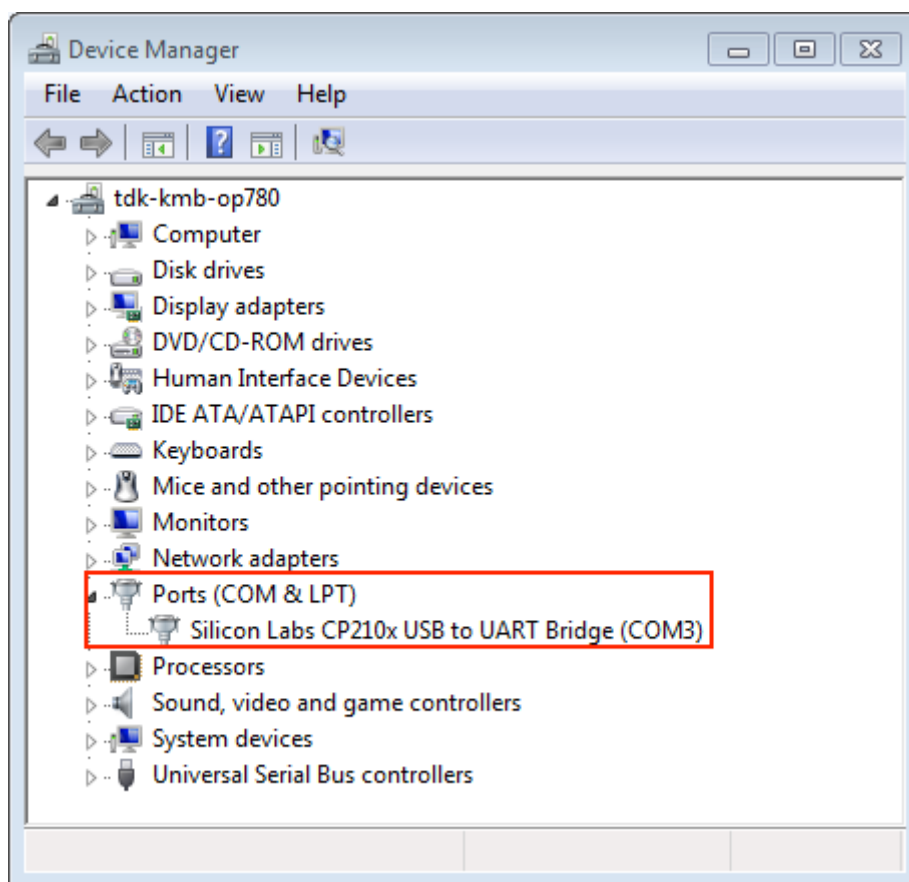 Device Manager
File Action View Help
tdk-kmb-op780
Computer
Disk drives
Display adapters
DVD/CD-ROM drives
Human Interface Devices
IDE ATA/ATAPI controllers
Keyboards
Mice and other pointing devices
Monitors
Network adapters
Ports (COM & LPT)
Silicon Labs CP210x USB to UART Bridge (COM3)
Processors
Sound, video and game controllers
System devices
Universal Serial Bus controllers